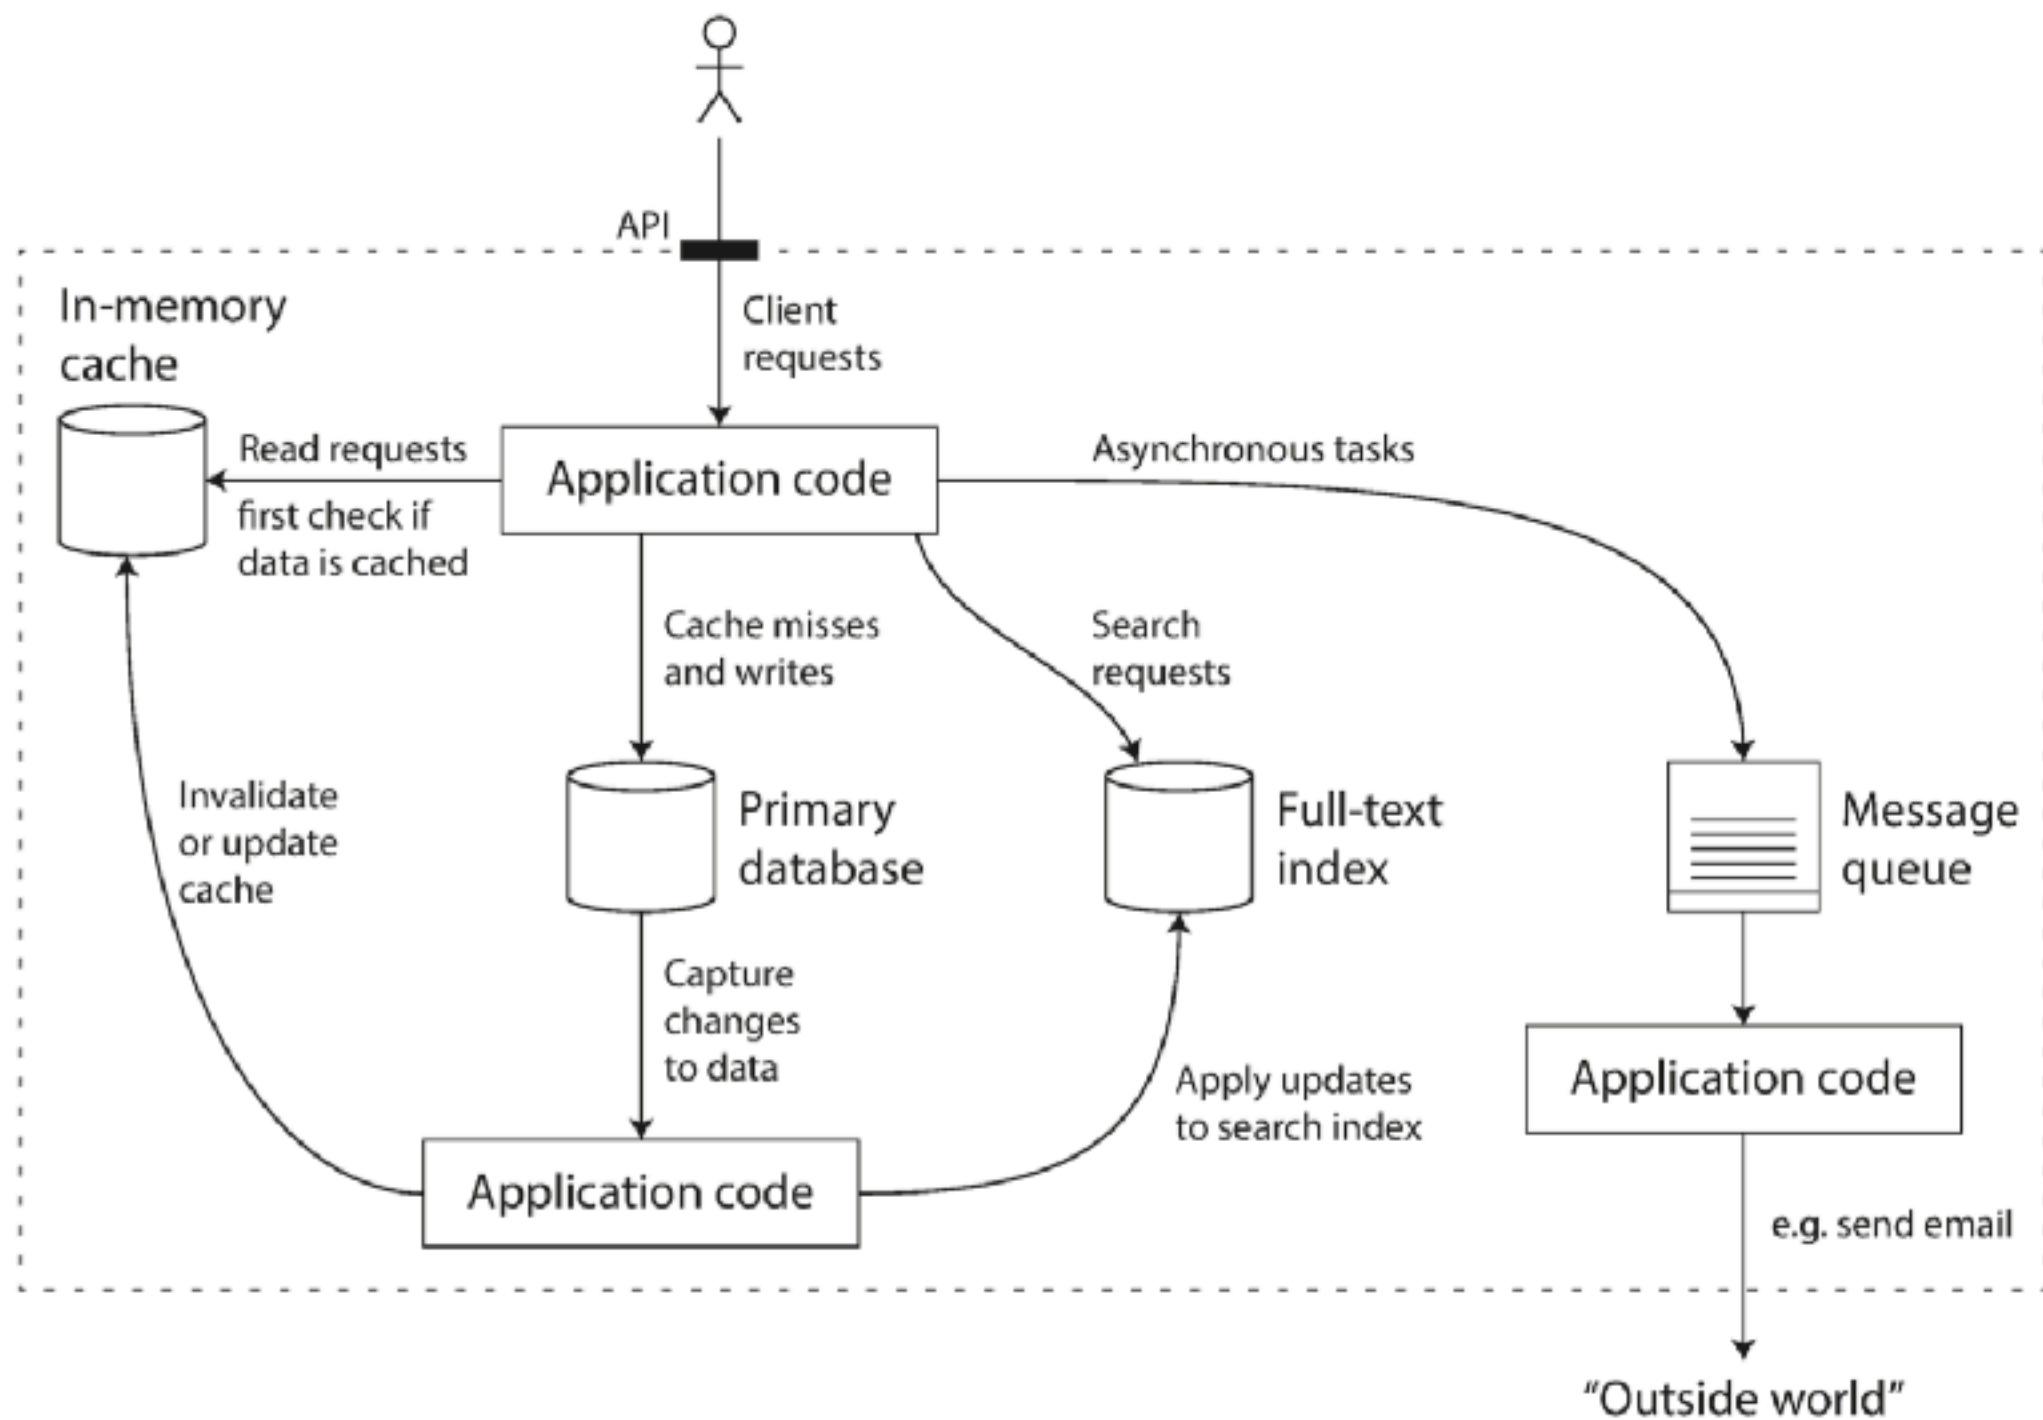 API
Client
requests
In-memory
cache
Read requests
first check if
data is cached
Application code
Asynchronous tasks
Cache misses
and writes
Search
requests
Invalidate
or update
cache
Primary
database
Full-text
index
Message
queue
Capture
changes
to data
Apply updates
to search index
Application code
Application code
e.g. send email
“Outside world”